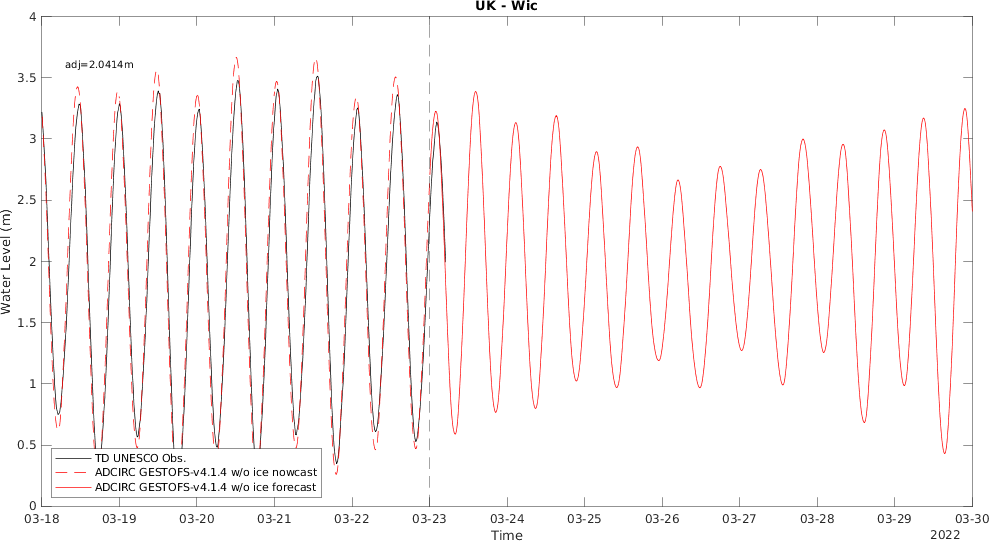 UK - Wic
adj=2.0414m
4
3.5
3
2.5
2
1.5
1
0.5
0
Water Level (m)
TD UNESCO Obs.
ADCIRC GESTOFS-v4.1.4 w/o ice nowcast
ADCIRC GESTOFS-v4.1.4 w/o ice forecast
03-18 03-19 03-20 03-21 03-22 03-23 03-24 03-25 03-26 03-27 03-28 03-29 03-30
Time
2022